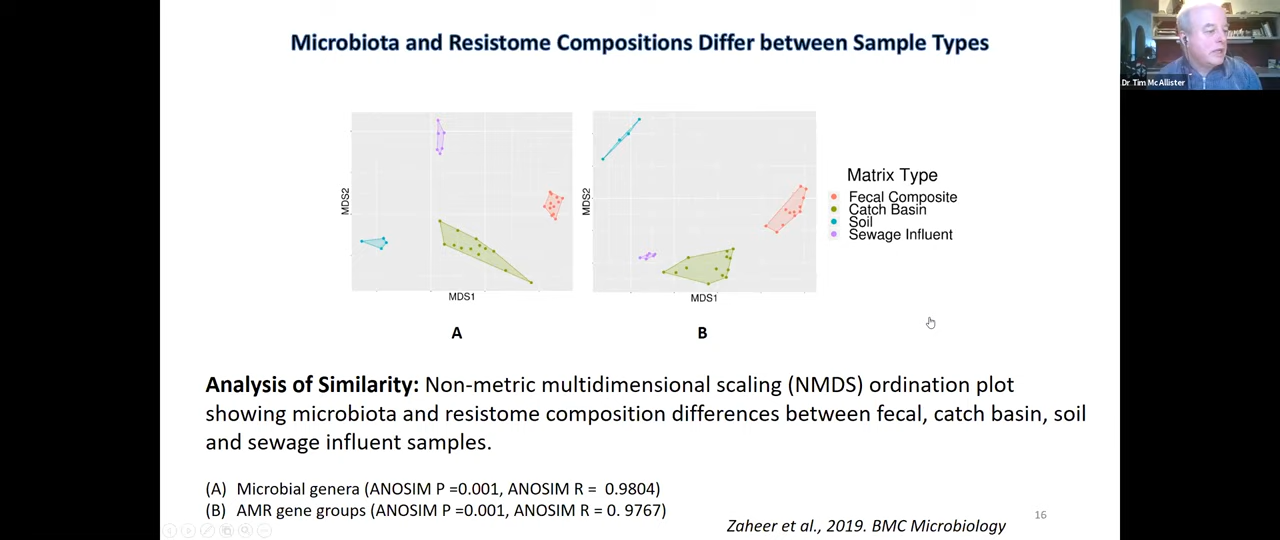 Microbiota and Resistome Compositions Differ between Sample Types
Dr Tim McAllister
MDS2
MDS1
A
MDS2
MDS1
B
Matrix Type
Fecal Composite
Catch Basin
Soil
Sewage Influent
Analysis of Similarity: Non-metric multidimensional scaling (NMDS) ordination plot
showing microbiota and resistome composition differences between fecal, catch basin, soil
and sewage influent samples.
(A) Microbial genera (ANOSIM P =0.001, ANOSIM R = 0.9804)
(B) AMR gene groups (ANOSIM P =0.001, ANOSIM R = 0. 9767)
Zaheer et al., 2019. BMC Microbiology
16